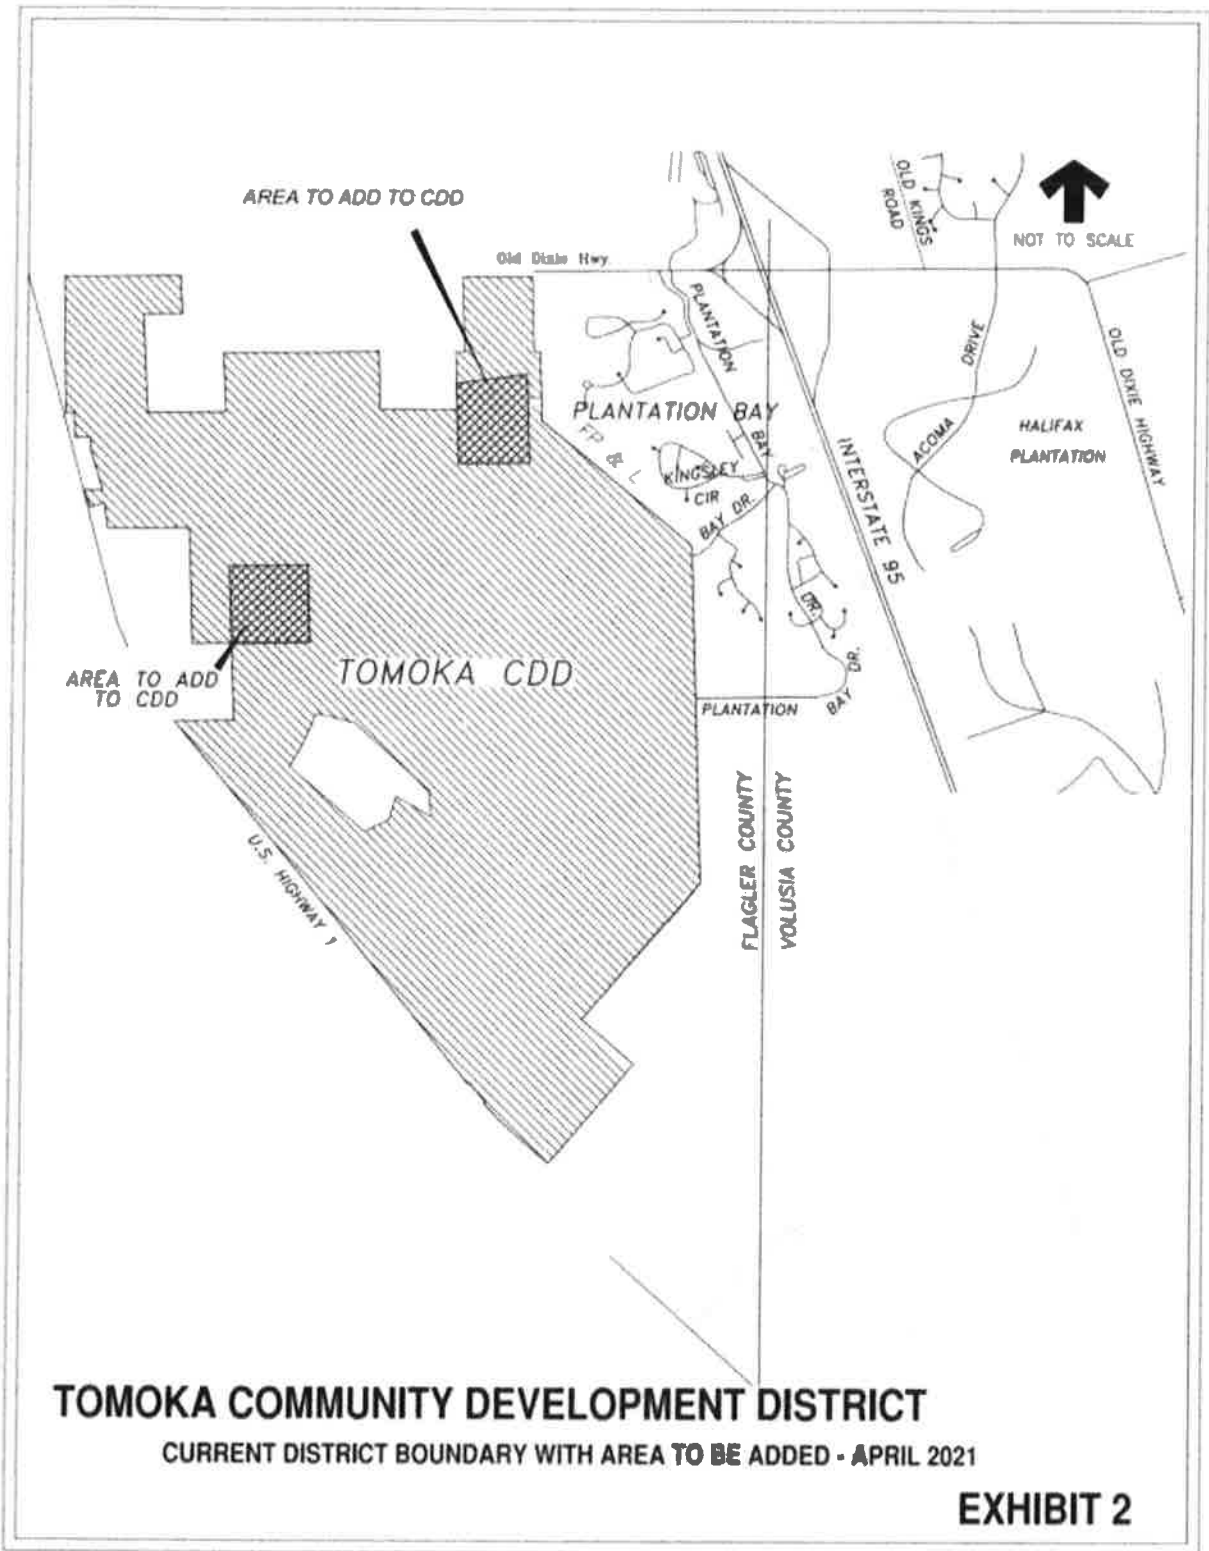 AREA TO ADD TO CDD
OLD KINGS
ROAD
NOT TO SCALE
Old Dixie Hwy.
PLANTATION
BAY
DRIVE
OLD DIXIE HIGHWAY
PLANTATION BAY
FP & L
ACOMA
HALIFAX
PLANTATION
INTERSTATE 95
KINGSLEY
CIR
BAY DR.
DR.
AREA TO ADD
TO CDD
TOMOKA CDD
PLANTATION
BAY DR.
U.S. HIGHWAY 1
FLAGLER COUNTY
VOLUSIA COUNTY
TOMOKA COMMUNITY DEVELOPMENT DISTRICT
CURRENT DISTRICT BOUNDARY WITH AREA TO BE ADDED - APRIL 2021
EXHIBIT 2